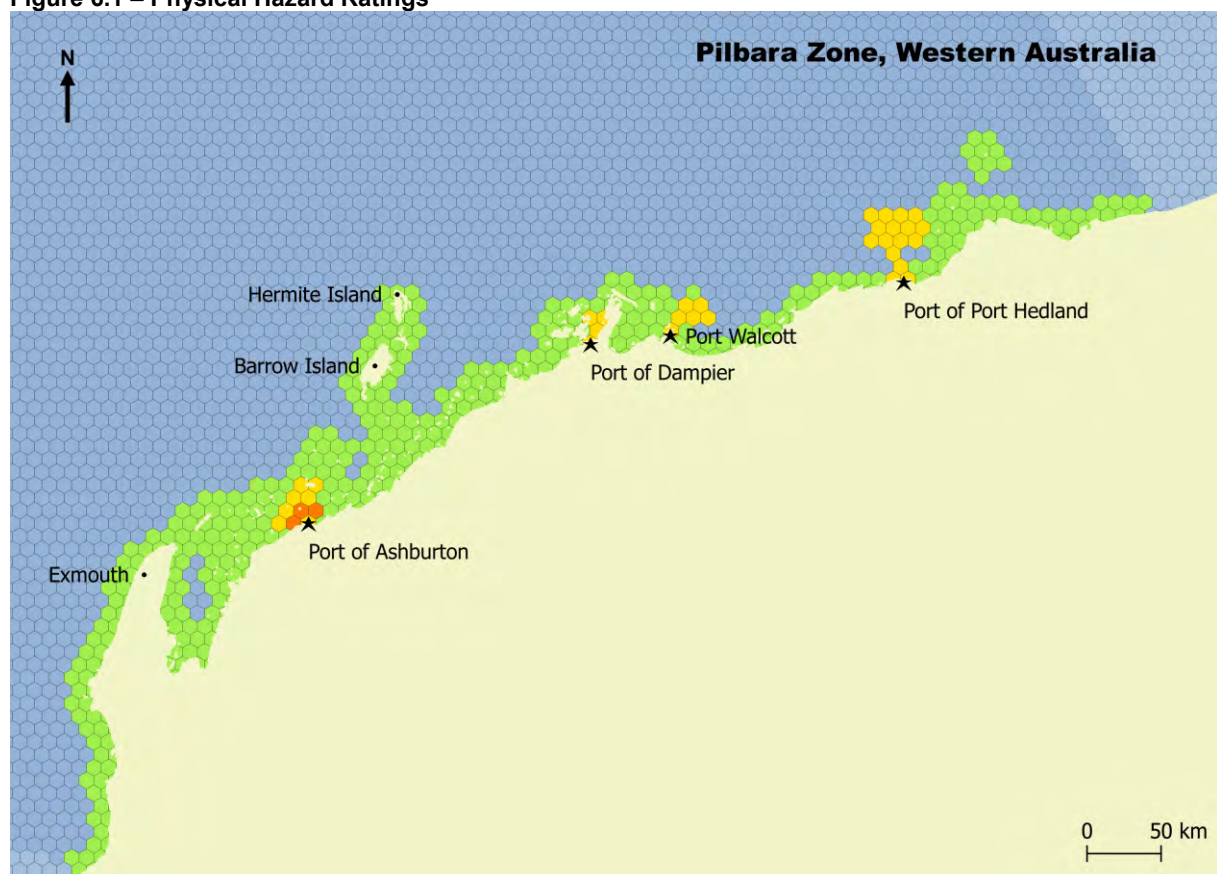 Figure 6.1 – Physical Hazard Ratings
Pilbara Zone, Western Australia
N
Hermite Island
Port of Port Hedland
Port Walcott
Barrow Island
Port of Dampier
Port of Ashburton
Exmouth
0 50 km